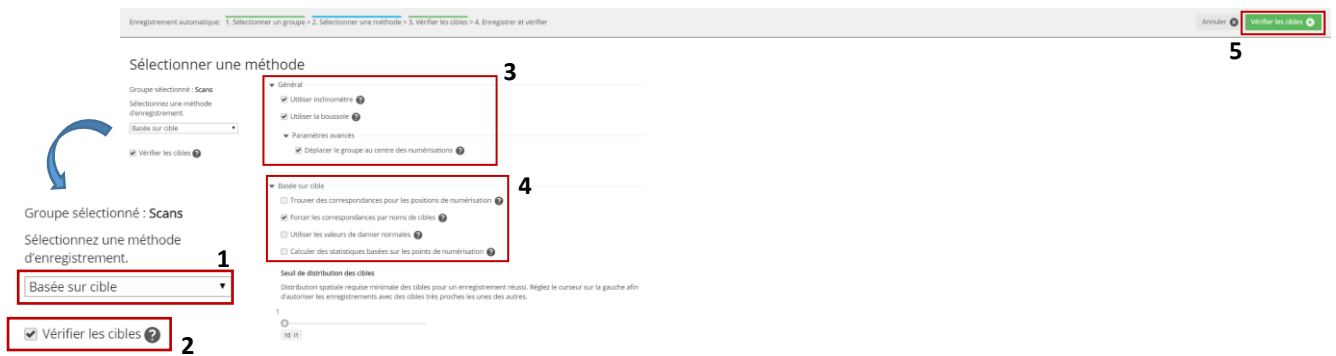 Enregistrement automatique: 1. Sélectionner un groupe > 2. Sélectionner une méthode > 3. Vérifier les cibles > 4. Enregistrer et vérifier
Annuler
Vérifier les cibles
5
Sélectionner une méthode
3
Groupe sélectionné : Scans
Sélectionnez une méthode
d'enregistrement.
Basée sur cible
Vérifier les cibles
Général
Utiliser inclinomètre
Utiliser la boussole
Paramètres avancés
Déplacer le groupe au centre des numérisations
4
Basée sur cible
Trouver des correspondances pour les positions de numérisation
Forcer les correspondances par noms de cibles
Utiliser les valeurs de damier normales
Calculer des statistiques basées sur les points de numérisation
Seuil de distribution des cibles
Distribution spatiale requise minimale des cibles pour un enregistrement réussi. Réglez le curseur sur la gauche afin
d'autoriser les enregistrements avec des cibles très proches les unes des autres.
1
Groupe sélectionné : Scans
Sélectionnez une méthode
d'enregistrement.
1
Basée sur cible
Vérifier les cibles
2